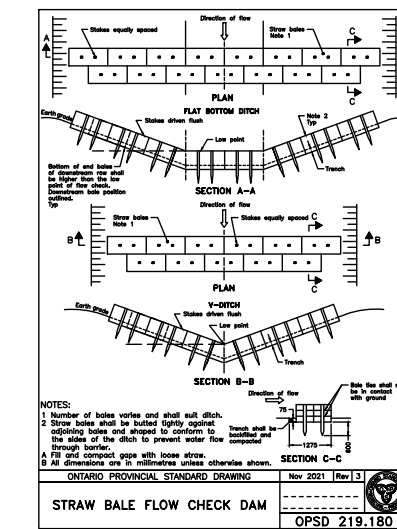 Direction of flow
Stakes equally spaced
Straw bales
Note 1
C
A
C
PLAN
FLAT BOTTOM DITCH
Earth grade
Stakes driven flush
Low point
Note 2
Typ
Trench
Bottom of end bales
of downstream row shall
be higher than the low
point of flow check.
Downstream bale position
outlined.
Typ
SECTION A-A
Direction of flow
Straw bales
Note 1
Stakes equally spaced
C
B
B
C
PLAN
V-DITCH
Earth grade
Stakes driven flush
Low point
Trench
SECTION B-B
NOTES:
1 Number of bales varies and shall suit ditch.
2 Straw bales shall be butted tightly against
adjoining bales and shaped to conform to
the sides of the ditch to prevent water flow
through barrier.
A Fill and compact gaps with loose straw.
B All dimensions are in millimetres unless otherwise shown.
Direction of flow
75
Trench shall be
backfilled and
compacted
1275
600
Bale ties shall
be in contact
with ground
SECTION C-C
ONTARIO PROVINCIAL STANDARD DRAWING
Nov 2021 Rev 3
STRAW BALE FLOW CHECK DAM
OPSD 219.180